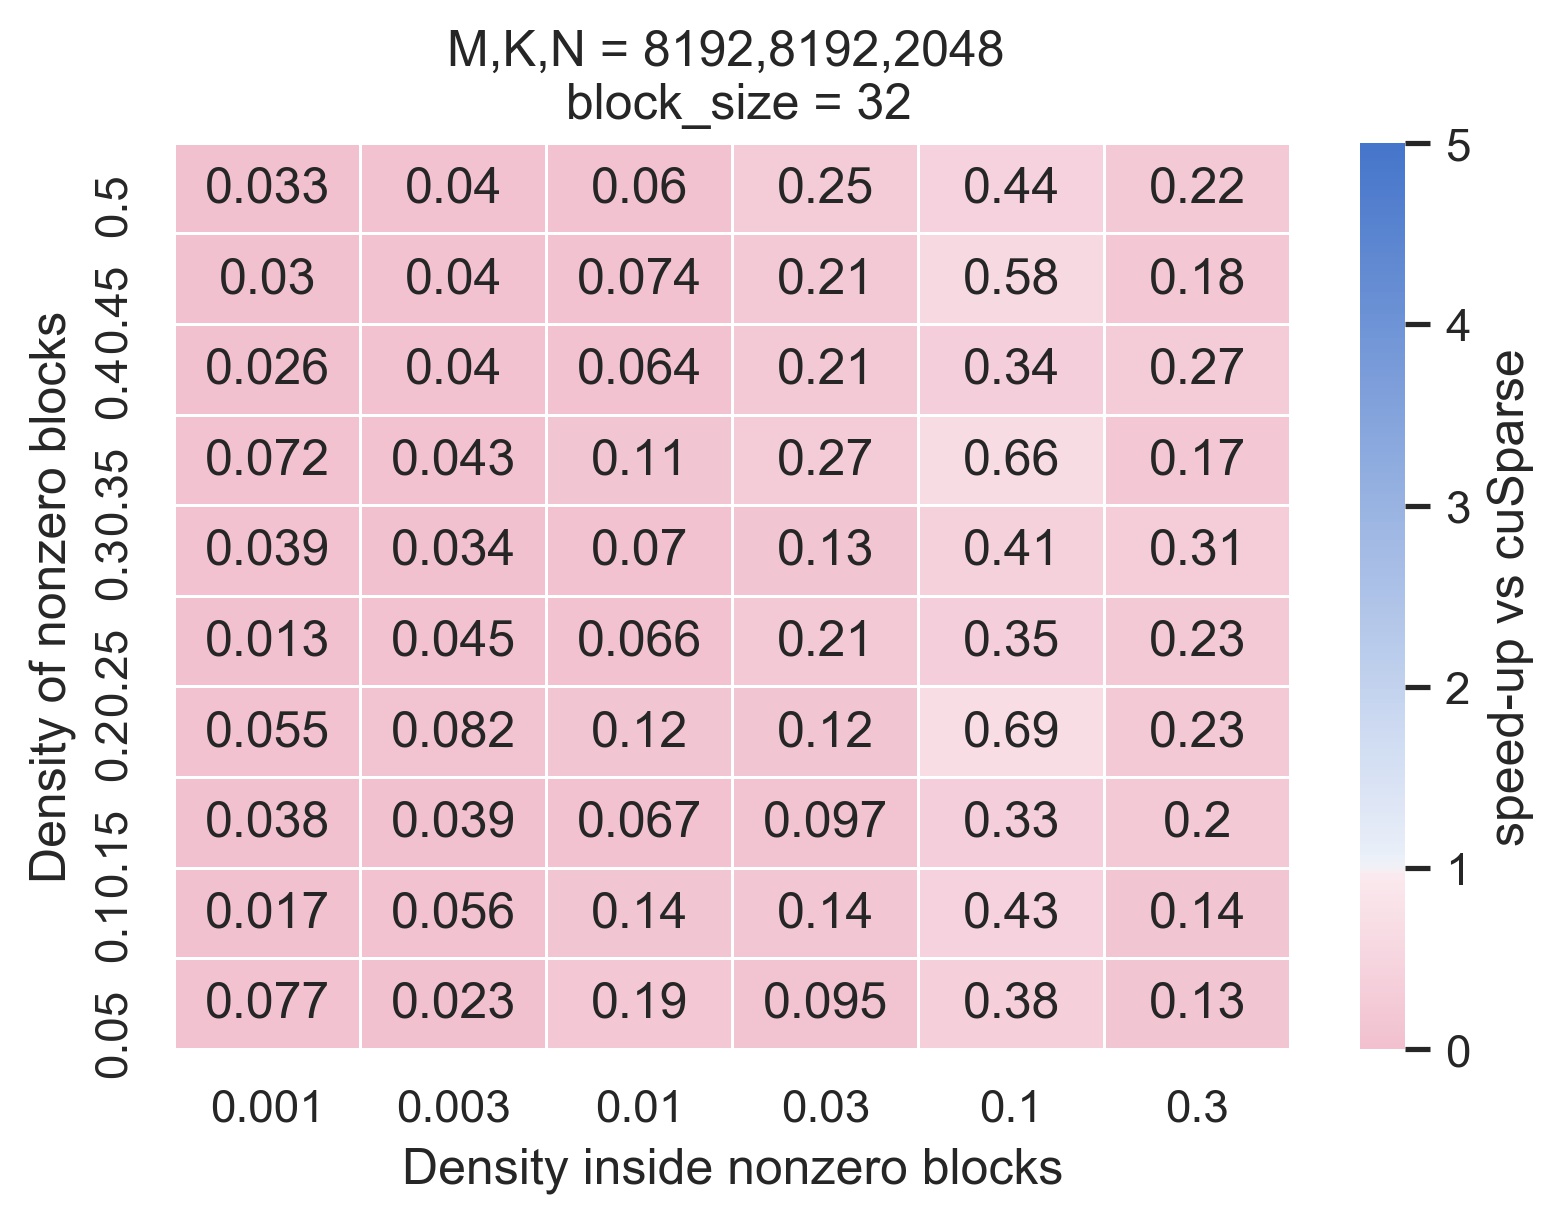 M,K,N = 8192,8192,2048
block_size = 32
Density of nonzero blocks
0.5 0.033 0.04 0.06 0.25 0.44 0.22
0.45 0.03 0.04 0.074 0.21 0.58 0.18
0.4 0.026 0.04 0.064 0.21 0.34 0.27
0.35 0.072 0.043 0.11 0.27 0.66 0.17
0.3 0.039 0.034 0.07 0.13 0.41 0.31
0.25 0.013 0.045 0.066 0.21 0.35 0.23
0.2 0.055 0.082 0.12 0.12 0.69 0.23
0.15 0.038 0.039 0.067 0.097 0.33 0.2
0.1 0.017 0.056 0.14 0.14 0.43 0.14
0.05 0.077 0.023 0.19 0.095 0.38 0.13
0.001 0.003 0.01 0.03 0.1 0.3
Density inside nonzero blocks
5
4
3
2
1
0
speed-up vs cuSparse